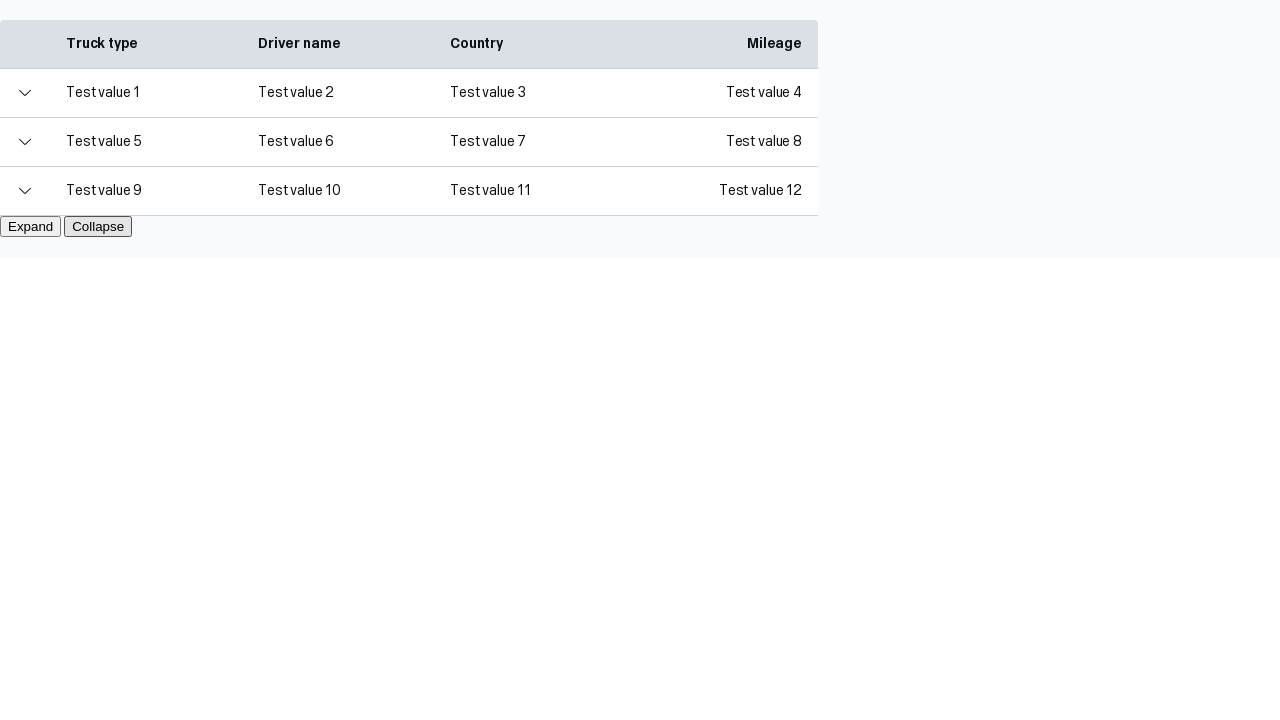 Truck type Driver name Country Mileage
Test value 1 Test value 2 Test value 3 Test value 4
Test value 5 Test value 6 Test value 7 Test value 8
Test value 9 Test value 10 Test value 11 Test value 12
Expand Collapse